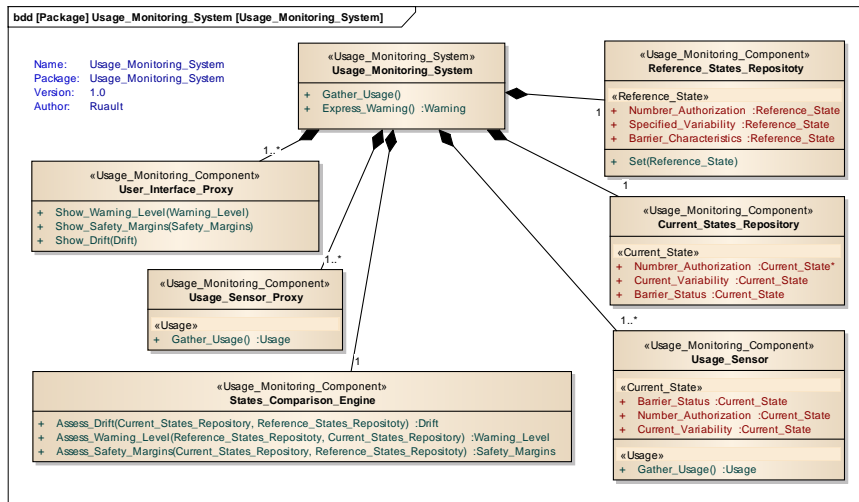 bdd [Package] Usage_Monitoring_System [Usage_Monitoring_System]
Name: Usage_Monitoring_System
Package: Usage_Monitoring_System
Version: 1.0
Author: Ruault
«Usage_Monitoring_System»
Usage_Monitoring_System
+ Gather_Usage()
+ Express_Warning() :Warning
«Usage_Monitoring_Component»
Reference_States_Repositoty
«Reference_State»
+ Numbrer_Authorization :Reference_State
+ Specified_Variability :Reference_State
+ Barrier_Characteristics :Reference_State
+ Set(Reference_State)
1
1..*
«Usage_Monitoring_Component»
User_Interface_Proxy
+ Show_Warning_Level(Warning_Level)
+ Show_Safety_Margins(Safety_Margins)
+ Show_Drift(Drift)
1
«Usage_Monitoring_Component»
Current_States_Repository
«Current_State»
+ Numbrer_Authorization :Current_State*
+ Current_Variability :Current_State
+ Barrier_Status :Current_State
1..*
«Usage_Monitoring_Component»
Usage_Sensor_Proxy
«Usage»
+ Gather_Usage() :Usage
1..*
«Usage_Monitoring_Component»
Usage_Sensor
«Current_State»
+ Barrier_Status :Current_State
+ Number_Authorization :Current_State
+ Current_Variability :Current_State
«Usage»
+ Gather_Usage() :Usage
1
«Usage_Monitoring_Component»
States_Comparison_Engine
+ Assess_Drift(Current_States_Repository, Reference_States_Repositoty) :Drift
+ Assess_Warning_Level(Reference_States_Repositoty, Current_States_Repository) :Warning_Level
+ Assess_Safety_Margins(Current_States_Repository, Reference_States_Repositoty) :Safety_Margins